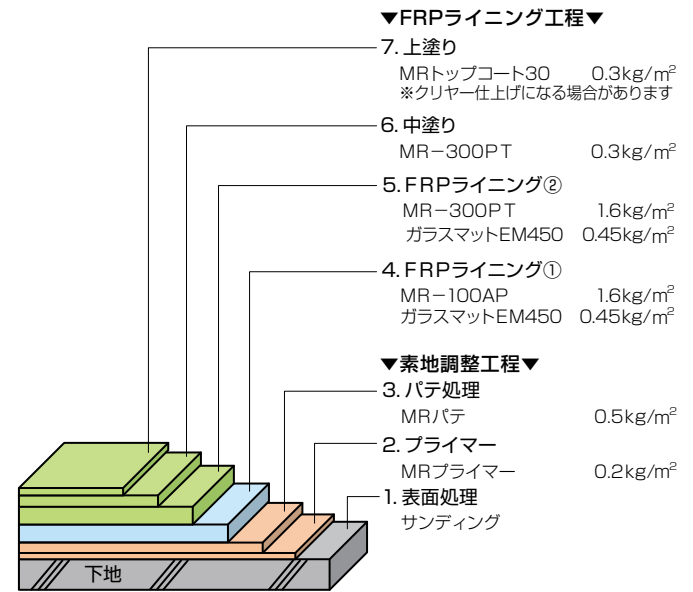 ▼FRPライニング工程▼
7. 上塗り
MRトップコート30 0.3kg/m²
※クリヤー仕上げになる場合があります
6. 中塗り
MR−300PT 0.3kg/m²
5. FRPライニング②
MR−300PT 1.6kg/m²
ガラスマットEM450 0.45kg/m²
4. FRPライニング①
MR−100AP 1.6kg/m²
ガラスマットEM450 0.45kg/m²
▼素地調整工程▼
3. パテ処理
MRパテ 0.5kg/m²
2. プライマー
MRプライマー 0.2kg/m²
1. 表面処理
サンディング
下地